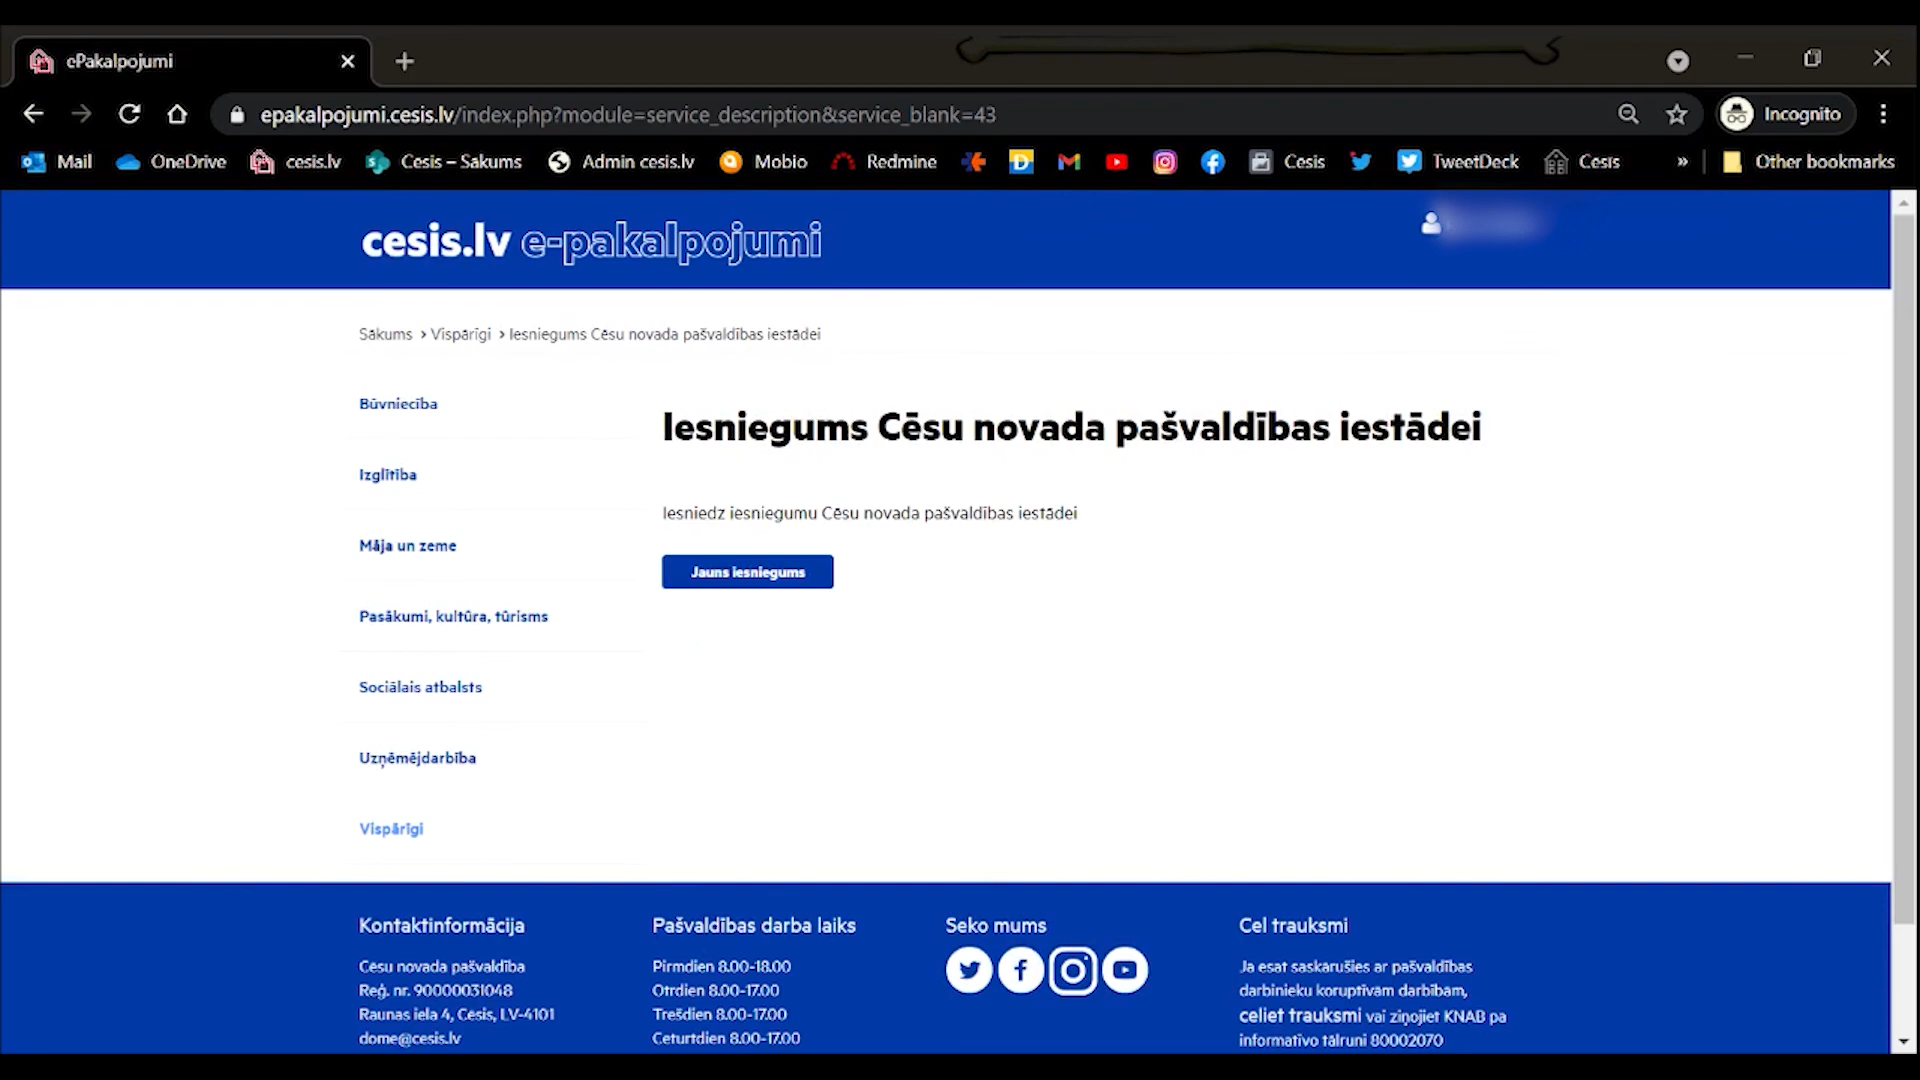 ePakalpojumi
epakalpojumi.cesis.lv/index.php?module=service_description&service_blank=43
Incognito
Mail OneDrive cesis.lv Cesis – Sakums Admin cesis.lv Mobio Redmine Cesis TweetDeck Cesis » Other bookmarks
cesis.lv e-pakalpojumi
Sākums > Vispārīgi > Iesniegums Cēsu novada pašvaldības iestādei
Būvniecība
Izglītība
Māja un zeme
Pasākumi, kultūra, tūrisms
Sociālais atbalsts
Uzņēmējdarbība
Vispārīgi
Iesniegums Cēsu novada pašvaldības iestādei
Iesniedz iesniegumu Cēsu novada pašvaldības iestādei
Jauns iesniegums
Kontaktinformācija
Cēsu novada pašvaldība
Reģ. nr. 90000031048
Raunas iela 4, Cēsis, LV-4101
dome@cesis.lv
Pašvaldības darba laiks
Pirmdien 8.00-18.00
Otrdien 8.00-17.00
Trešdien 8.00-17.00
Ceturtdien 8.00-17.00
Seko mums
Cel trauksmi
Ja esat saskārušies ar pašvaldības
darbinieku koruptīvām darbībām,
celiet trauksmi vai ziņojiet KNAB pa
informatīvo tālruni 80002070